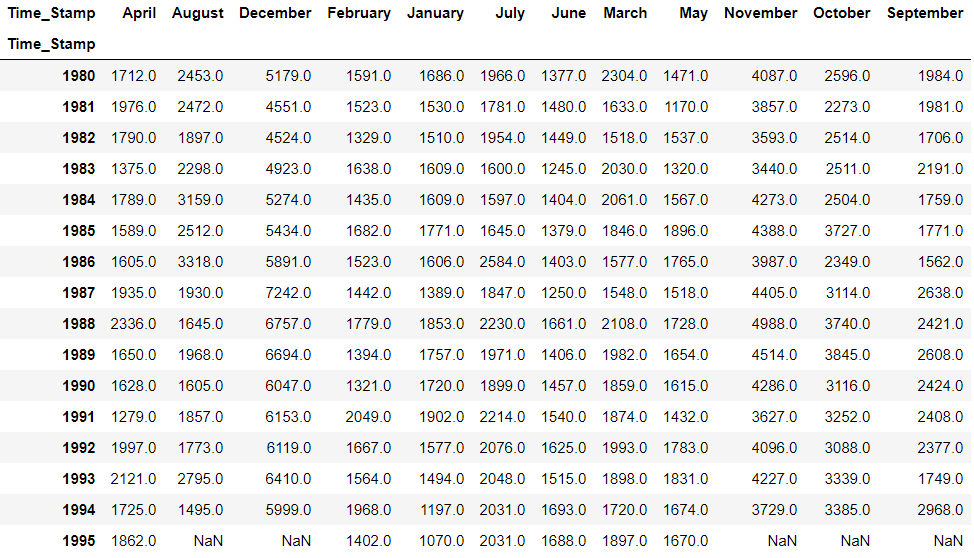 Time_Stamp April August December February January July June March May November October September
Time_Stamp
1980 1712.0 2453.0 5179.0 1591.0 1686.0 1966.0 1377.0 2304.0 1471.0 4087.0 2596.0 1984.0
1981 1976.0 2472.0 4551.0 1523.0 1530.0 1781.0 1480.0 1633.0 1170.0 3857.0 2273.0 1981.0
1982 1790.0 1897.0 4524.0 1329.0 1510.0 1954.0 1449.0 1518.0 1537.0 3593.0 2514.0 1706.0
1983 1375.0 2298.0 4923.0 1638.0 1609.0 1600.0 1245.0 2030.0 1320.0 3440.0 2511.0 2191.0
1984 1789.0 3159.0 5274.0 1435.0 1609.0 1597.0 1404.0 2061.0 1567.0 4273.0 2504.0 1759.0
1985 1589.0 2512.0 5434.0 1682.0 1771.0 1645.0 1379.0 1846.0 1896.0 4388.0 3727.0 1771.0
1986 1605.0 3318.0 5891.0 1523.0 1606.0 2584.0 1403.0 1577.0 1765.0 3987.0 2349.0 1562.0
1987 1935.0 1930.0 7242.0 1442.0 1389.0 1847.0 1250.0 1548.0 1518.0 4405.0 3114.0 2638.0
1988 2336.0 1645.0 6757.0 1779.0 1853.0 2230.0 1661.0 2108.0 1728.0 4988.0 3740.0 2421.0
1989 1650.0 1968.0 6694.0 1394.0 1757.0 1971.0 1406.0 1982.0 1654.0 4514.0 3845.0 2608.0
1990 1628.0 1605.0 6047.0 1321.0 1720.0 1899.0 1457.0 1859.0 1615.0 4286.0 3116.0 2424.0
1991 1279.0 1857.0 6153.0 2049.0 1902.0 2214.0 1540.0 1874.0 1432.0 3627.0 3252.0 2408.0
1992 1997.0 1773.0 6119.0 1667.0 1577.0 2076.0 1625.0 1993.0 1783.0 4096.0 3088.0 2377.0
1993 2121.0 2795.0 6410.0 1564.0 1494.0 2048.0 1515.0 1898.0 1831.0 4227.0 3339.0 1749.0
1994 1725.0 1495.0 5999.0 1968.0 1197.0 2031.0 1693.0 1720.0 1674.0 3729.0 3385.0 2968.0
1995 1862.0 NaN NaN 1402.0 1070.0 2031.0 1688.0 1897.0 1670.0 NaN NaN NaN